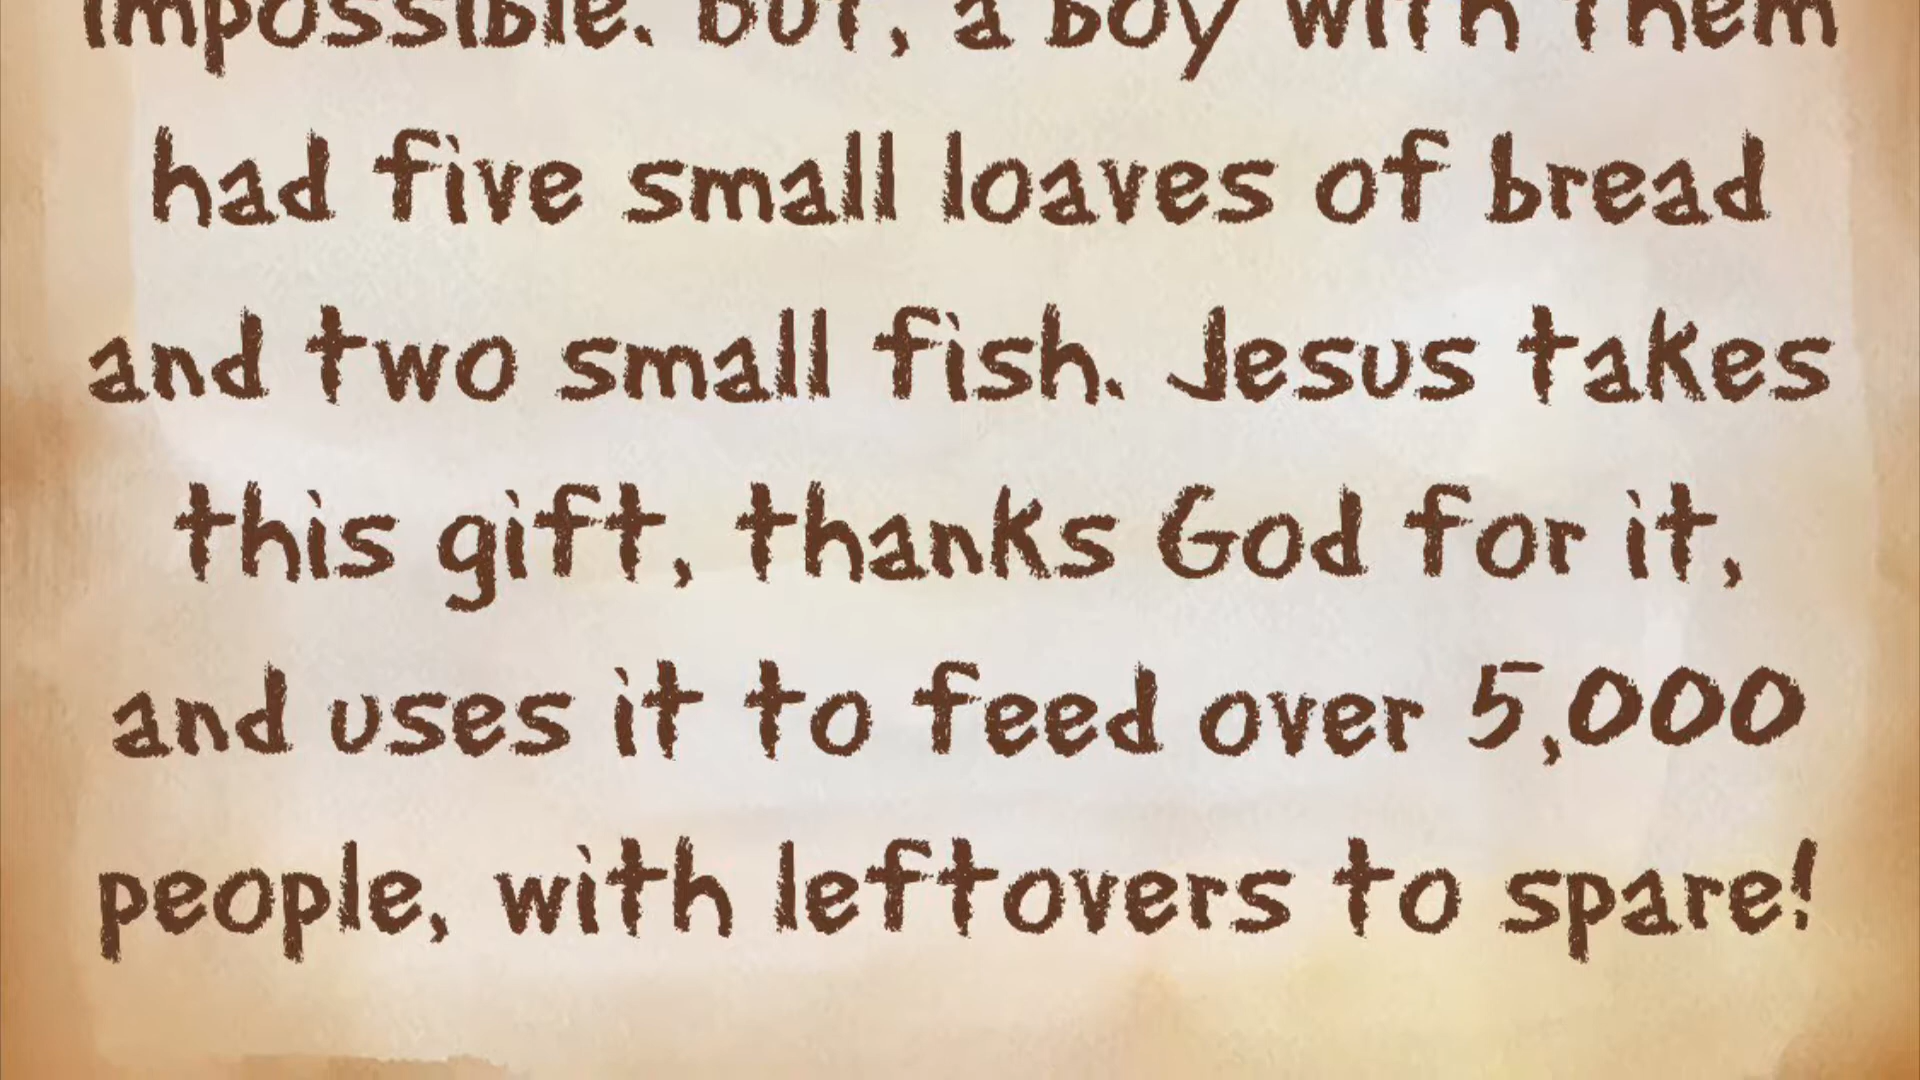 impossible. But, a boy with them
had five small loaves of bread
and two small fish. Jesus takes
this gift, thanks God for it,
and uses it to feed over 5,000
people, with leftovers to spare!